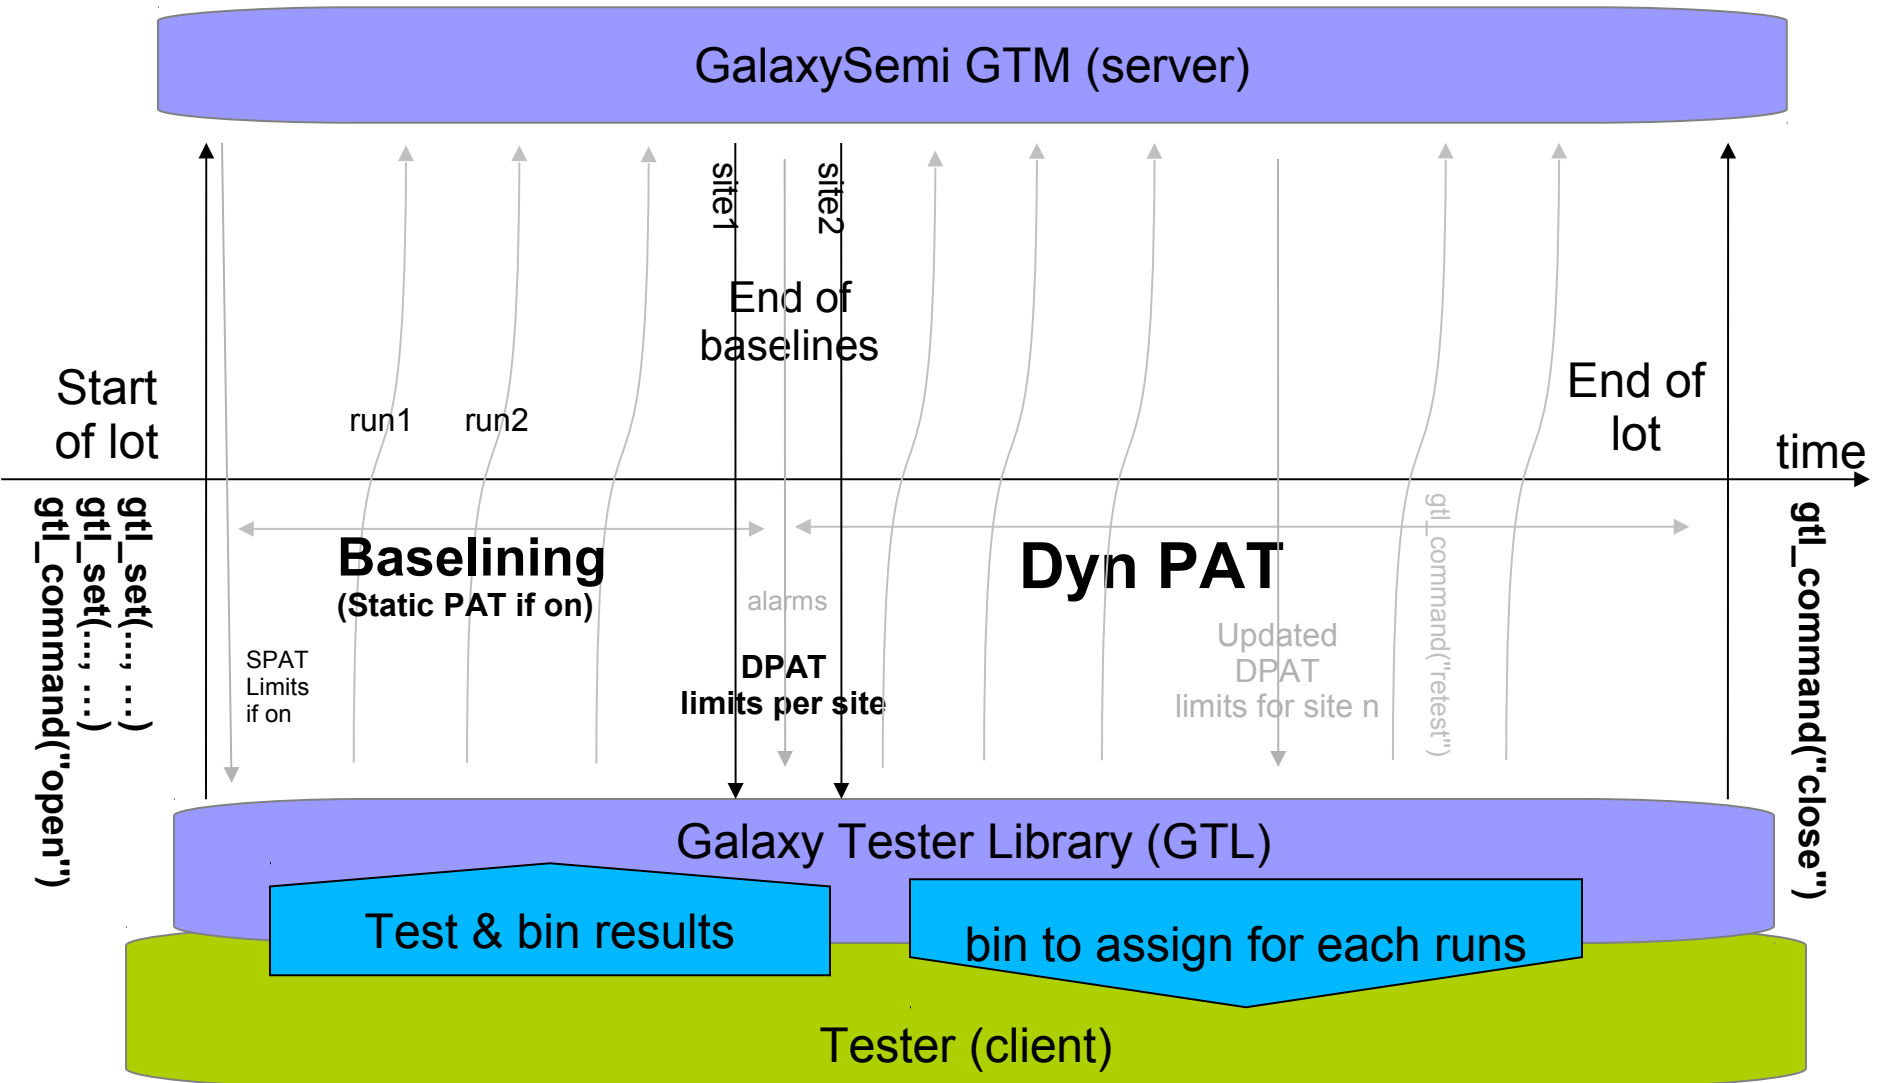 GalaxySemi GTM (server)
site1
site2
End of
baselines
Start
of lot
run1
run2
End of
lot
time
gtl_set(..., ...)
gtl_set(..., ...)
gtl_command("open")
Baselining
(Static PAT if on)
Dyn PAT
alarms
gtl_command("retest")
gtl_command("close")
SPAT
Limits
if on
DPAT
limits per site
Updated
DPAT
limits for site n
Galaxy Tester Library (GTL)
Test & bin results
bin to assign for each runs
Tester (client)